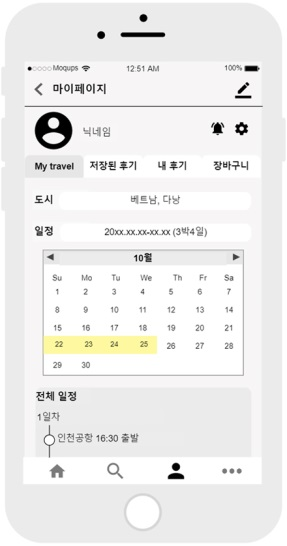 Moqups 12:51 AM 100%
마이페이지
닉네임
My travel 저장된 후기 내 후기 장바구니
도시 베트남, 다낭
일정 20xx.xx.xx-xx.xx (3박4일)
10월
Su Mo Tu We Th Fr Sa
1 2 3 4 5 6 7
8 9 10 11 12 13 14
15 16 17 18 19 20 21
22 23 24 25 26 27 28
29 30
전체 일정
1일차
인천공항 16:30 출발